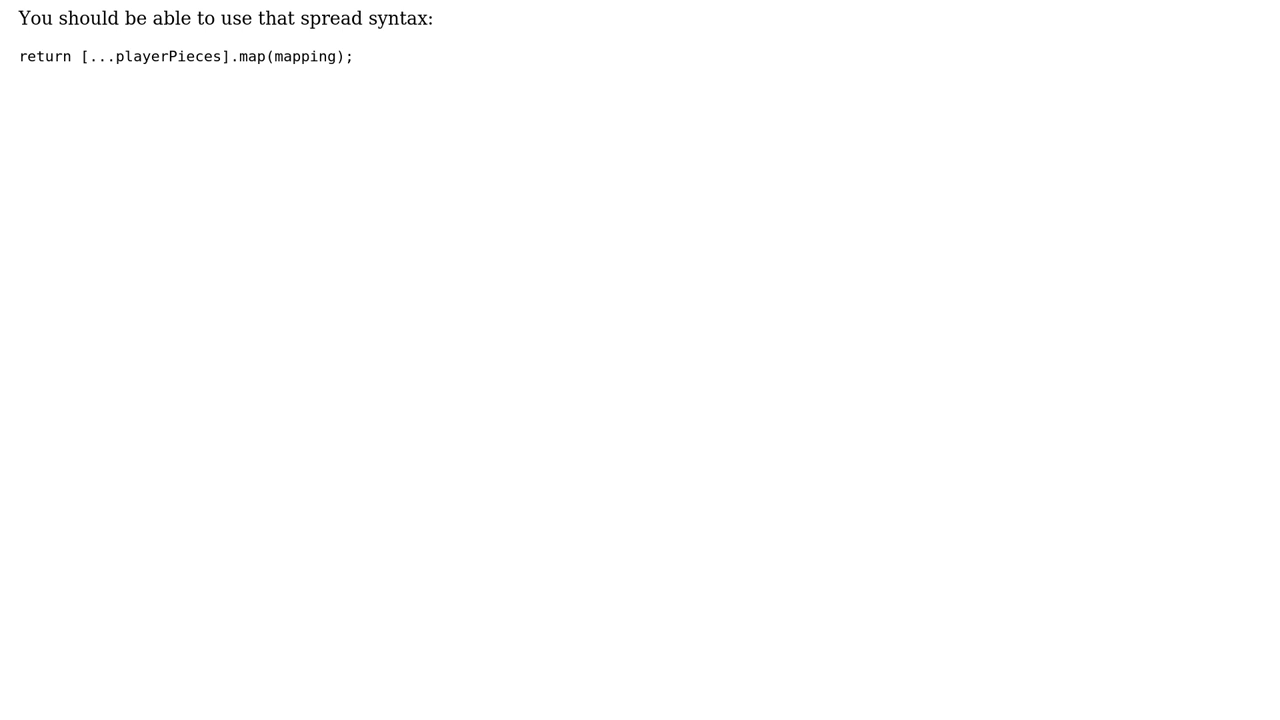 You should be able to use that spread syntax:
return [...playerPieces].map(mapping);